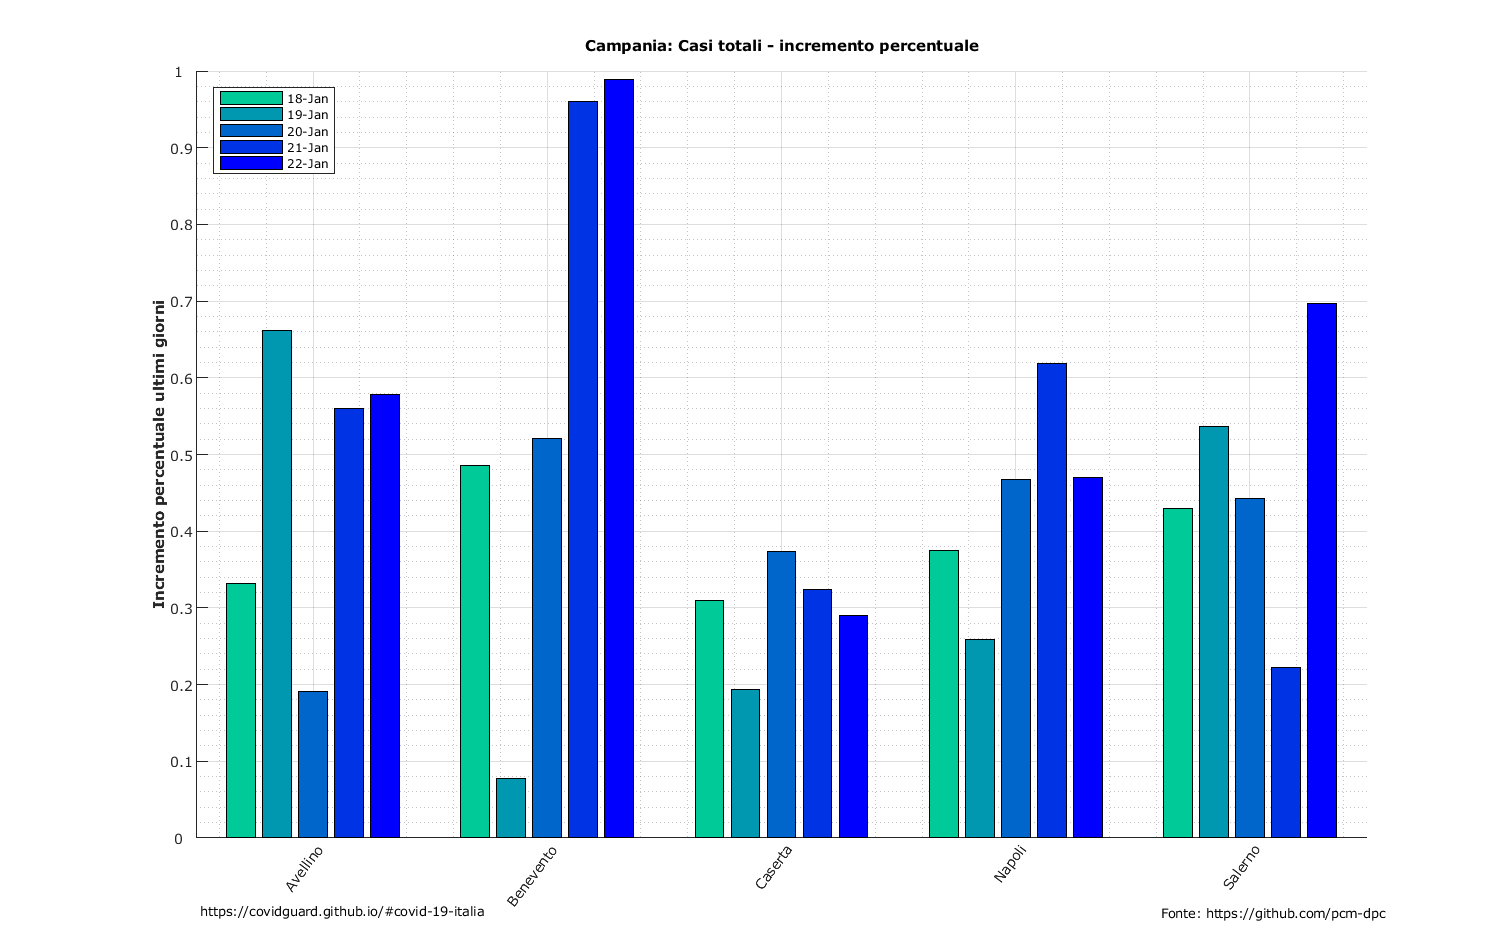 Campania: Casi totali - incremento percentuale
Incremento percentuale ultimi giorni
1
0.9
0.8
0.7
0.6
0.5
0.4
0.3
0.2
0.1
0
18-Jan
19-Jan
20-Jan
21-Jan
22-Jan
Avellino
Benevento
Caserta
Napoli
Salerno
https://covidguard.github.io/#covid-19-italia
Fonte: https://github.com/pcm-dpc